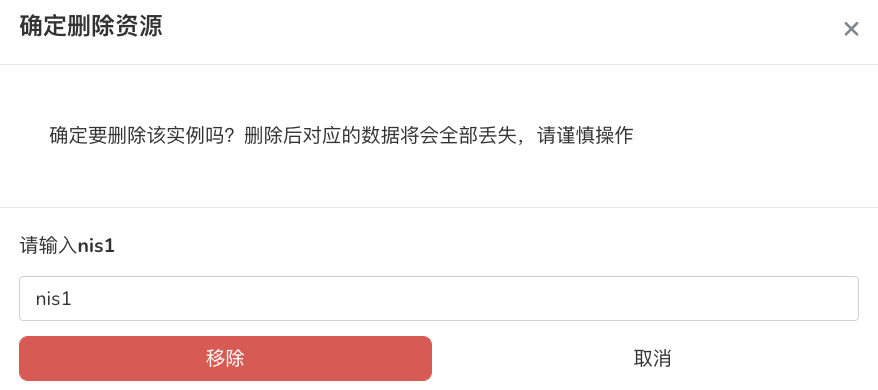 确定删除资源
确定要删除该实例吗？删除后对应的数据将会全部丢失，请谨慎操作
请输入nis1
nis1
移除
取消